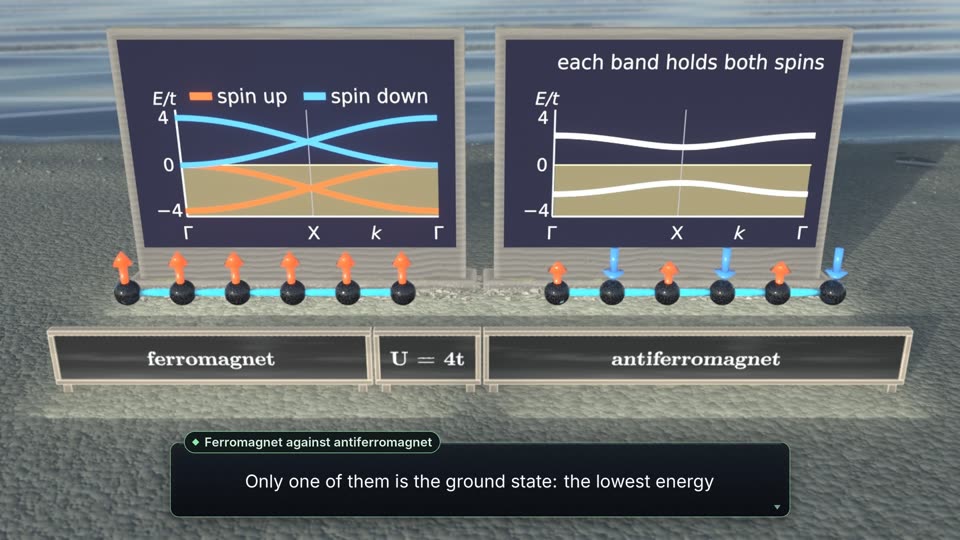 E/t
spin up
spin down
4
0
−4
Γ
X
k
Γ
each band holds both spins
E/t
4
0
−4
Γ
X
k
Γ
ferromagnet
U = 4t
antiferromagnet
Ferromagnet against antiferromagnet
Only one of them is the ground state: the lowest energy